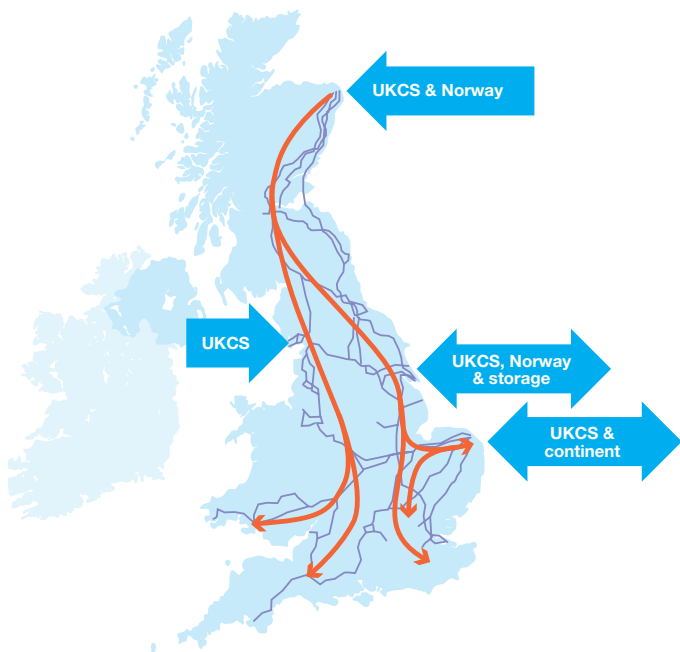 UKCS & Norway
UKCS
UKCS, Norway
& storage
UKCS &
continent